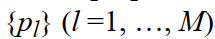 {pₗ} (l =1, …, M)